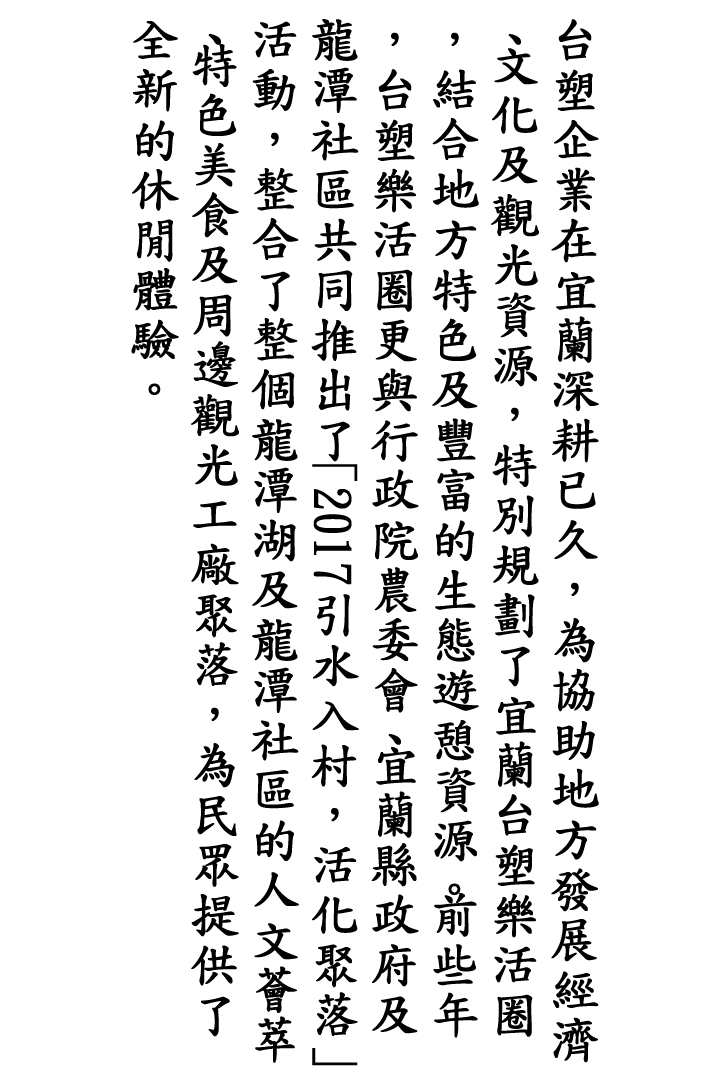 台塑企業在宜蘭深耕已久，為協助地方發展經濟
、文化及觀光資源，特別規劃了宜蘭台塑樂活圈
，結合地方特色及豐富的生態遊憩資源。前些年
，台塑樂活圈更與行政院農委會、宜蘭縣政府及
龍潭社區共同推出了「2017引水入村，活化聚落」
活動，整合了整個龍潭湖及龍潭社區的人文薈萃
、特色美食及周邊觀光工廠聚落，為民眾提供了
全新的休閒體驗。